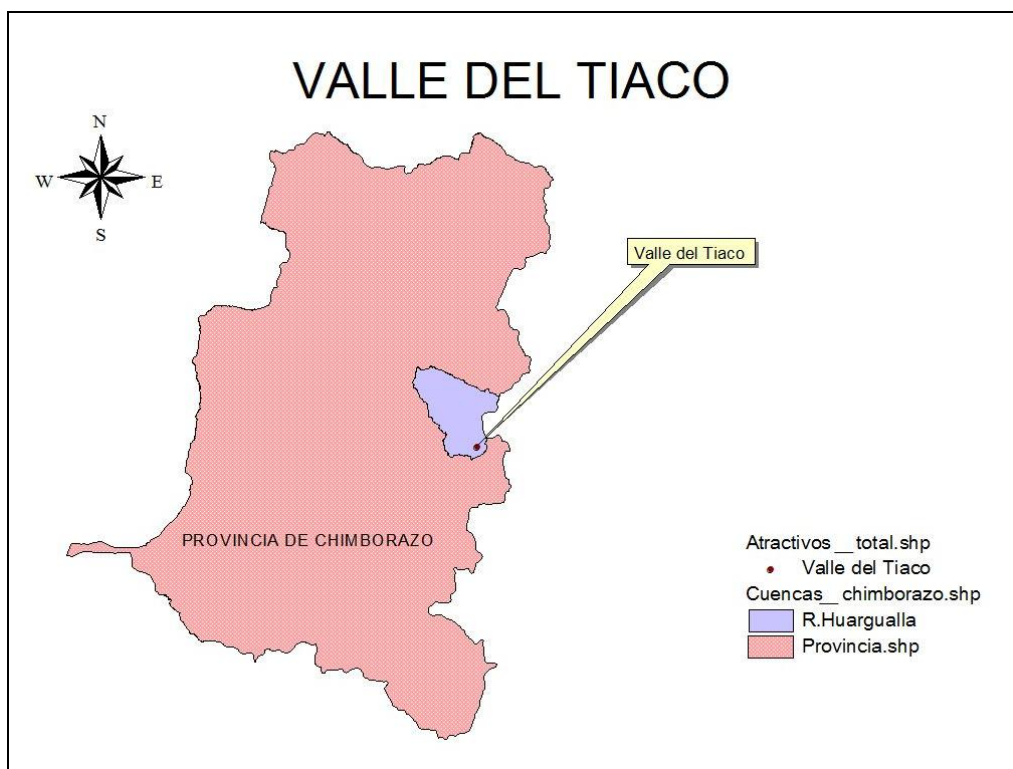 VALLE DEL TIACO
N
W E
S
Valle del Tiaco
PROVINCIA DE CHIMBORAZO
Atractivos__total.shp
Valle del Tiaco
Cuencas__chimborazo.shp
R.Huargualla
Provincia.shp